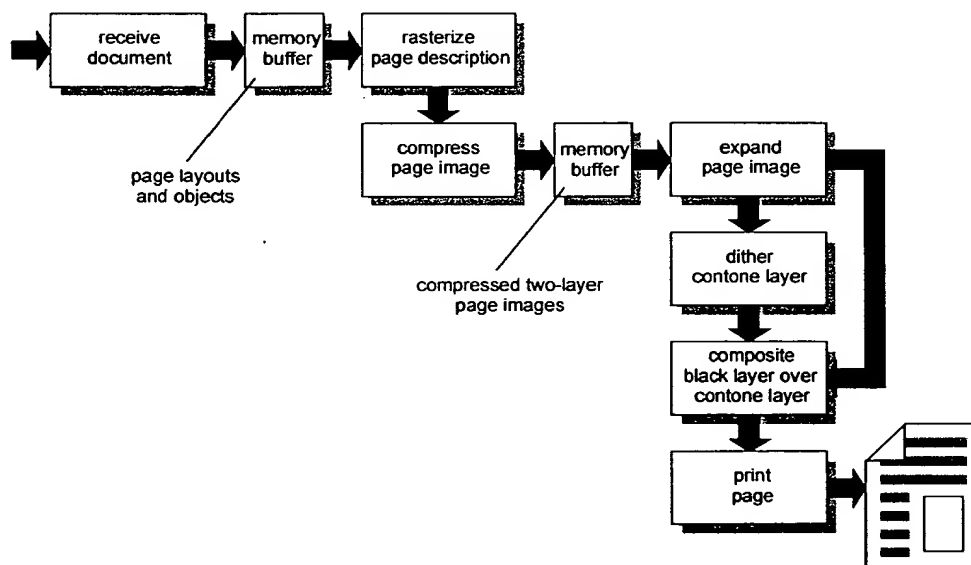 receive
document
memory
buffer
rasterize
page description
compress
page image
memory
buffer
expand
page image
page layouts
and objects
compressed two-layer
page images
dither
contone layer
composite
black layer over
contone layer
print
page